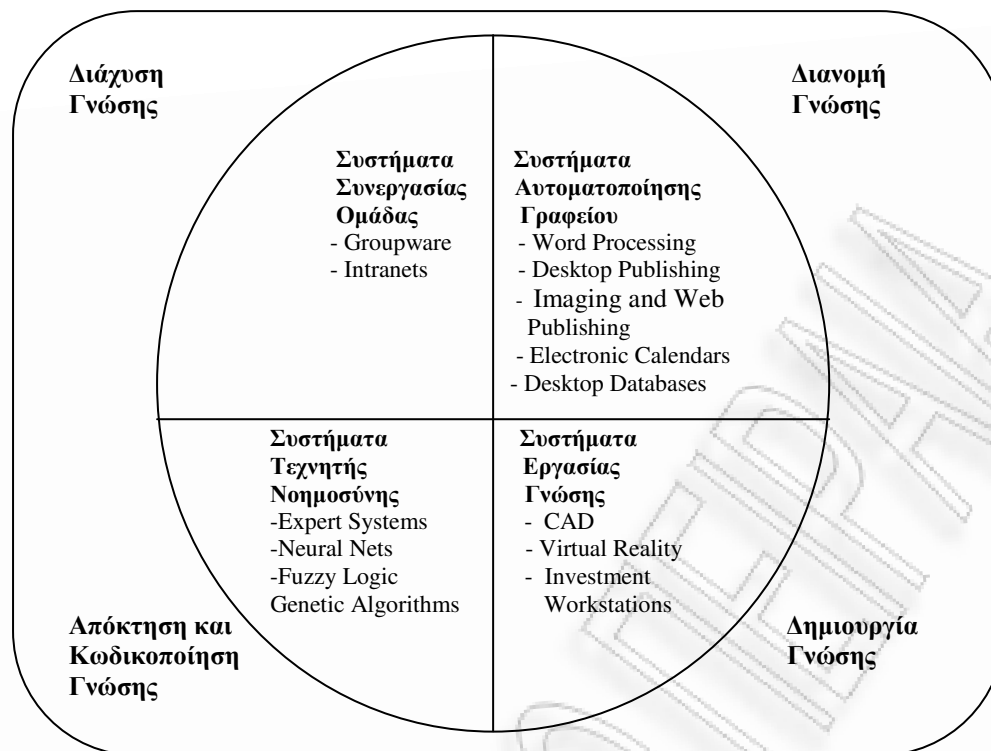 Διάχυση
Γνώσης
Διανομή
Γνώσης
Συστήματα
Συνεργασίας
Ομάδας
- Groupware
- Intranets
Συστήματα
Αυτοματοποίησης
Γραφείου
- Word Processing
- Desktop Publishing
- Imaging and Web
Publishing
- Electronic Calendars
- Desktop Databases
Συστήματα
Τεχνητής
Νοημοσύνης
-Expert Systems
-Neural Nets
-Fuzzy Logic
Genetic Algorithms
Συστήματα
Εργασίας
Γνώσης
- CAD
- Virtual Reality
- Investment
Workstations
Απόκτηση και
Κωδικοποίηση
Γνώσης
Δημιουργία
Γνώσης